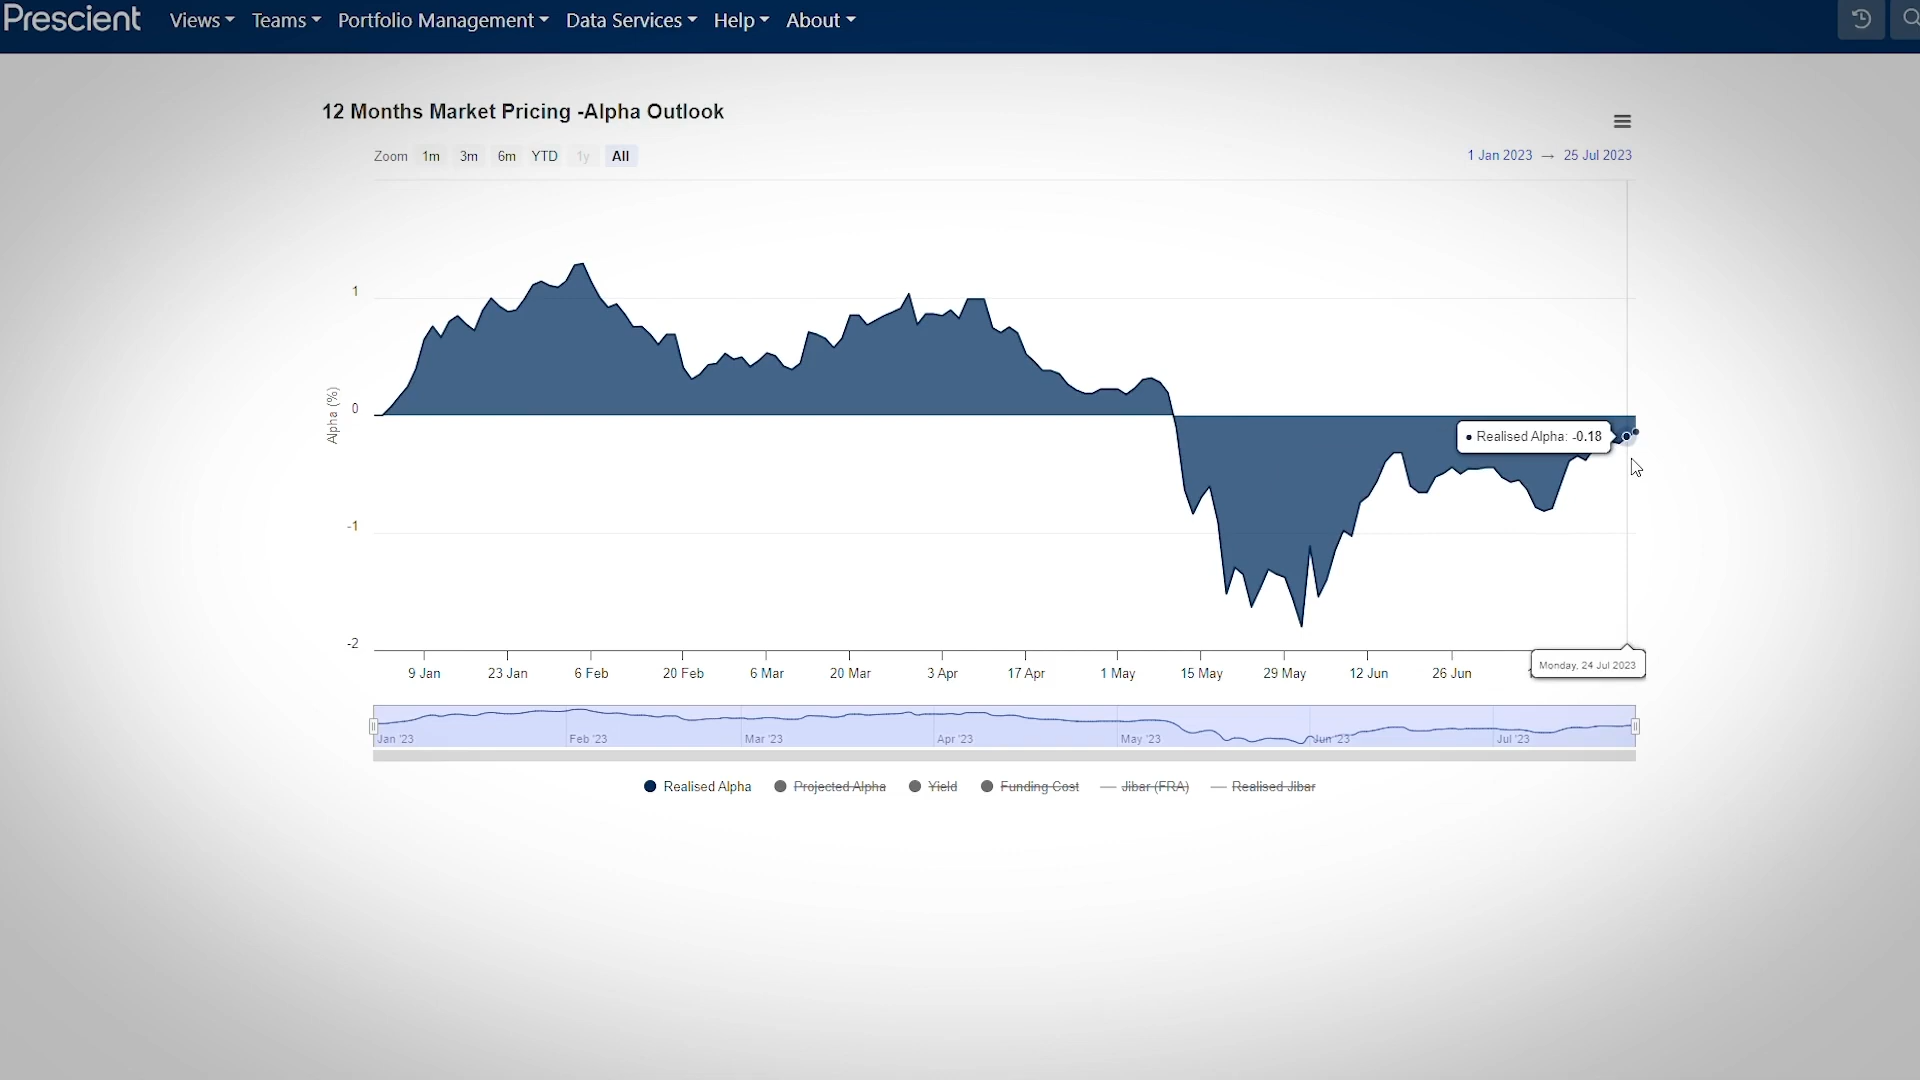 Prescient Views Teams Portfolio Management Data Services Help About
12 Months Market Pricing -Alpha Outlook
Zoom 1m 3m 6m YTD 1y All
1 Jan 2023 → 25 Jul 2023
Alpha (%)
1
0
-1
-2
Realised Alpha: -0.18
9 Jan 23 Jan 6 Feb 20 Feb 6 Mar 20 Mar 3 Apr 17 Apr 1 May 15 May 29 May 12 Jun 26 Jun
Monday, 24 Jul 2023
Jan '23 Feb '23 Mar '23 Apr '23 May '23 Jun '23 Jul '23
Realised Alpha Projected Alpha Yield Funding Cost Jibar (FRA) Realised Jibar